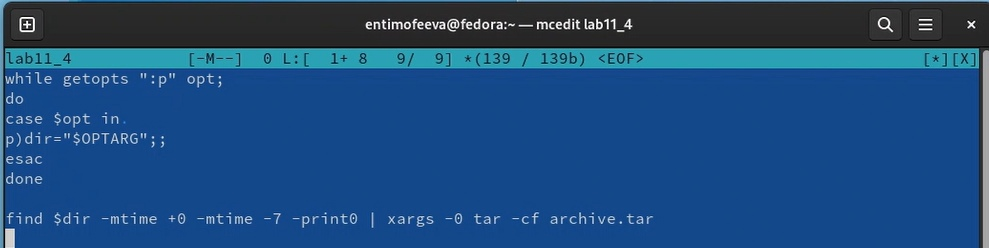 entimofeeva@fedora:~ — mcedit lab11_4
lab11_4 [-M--] 0 L:[ 1+ 8 9/ 9] *(139 / 139b) <EOF> [*][X]
while getopts ":p" opt;
do
case $opt in.
p)dir="$OPTARG";;
esac
done
find $dir -mtime +0 -mtime -7 -print0 | xargs -0 tar -cf archive.tar